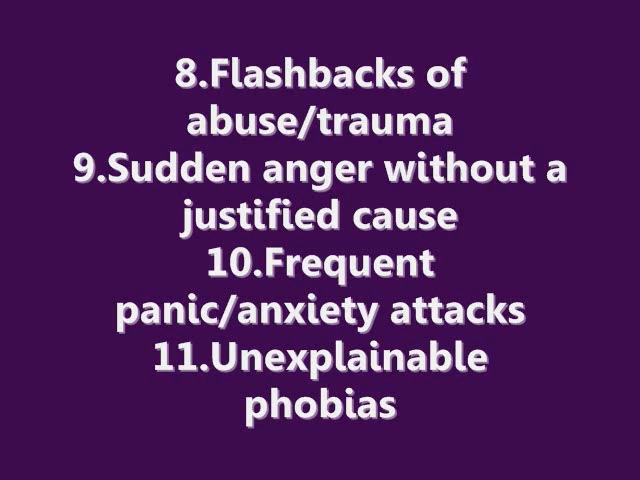 8.Flashbacks of
abuse/trauma
9.Sudden anger without a
justified cause
10.Frequent
panic/anxiety attacks
11.Unexplainable
phobias